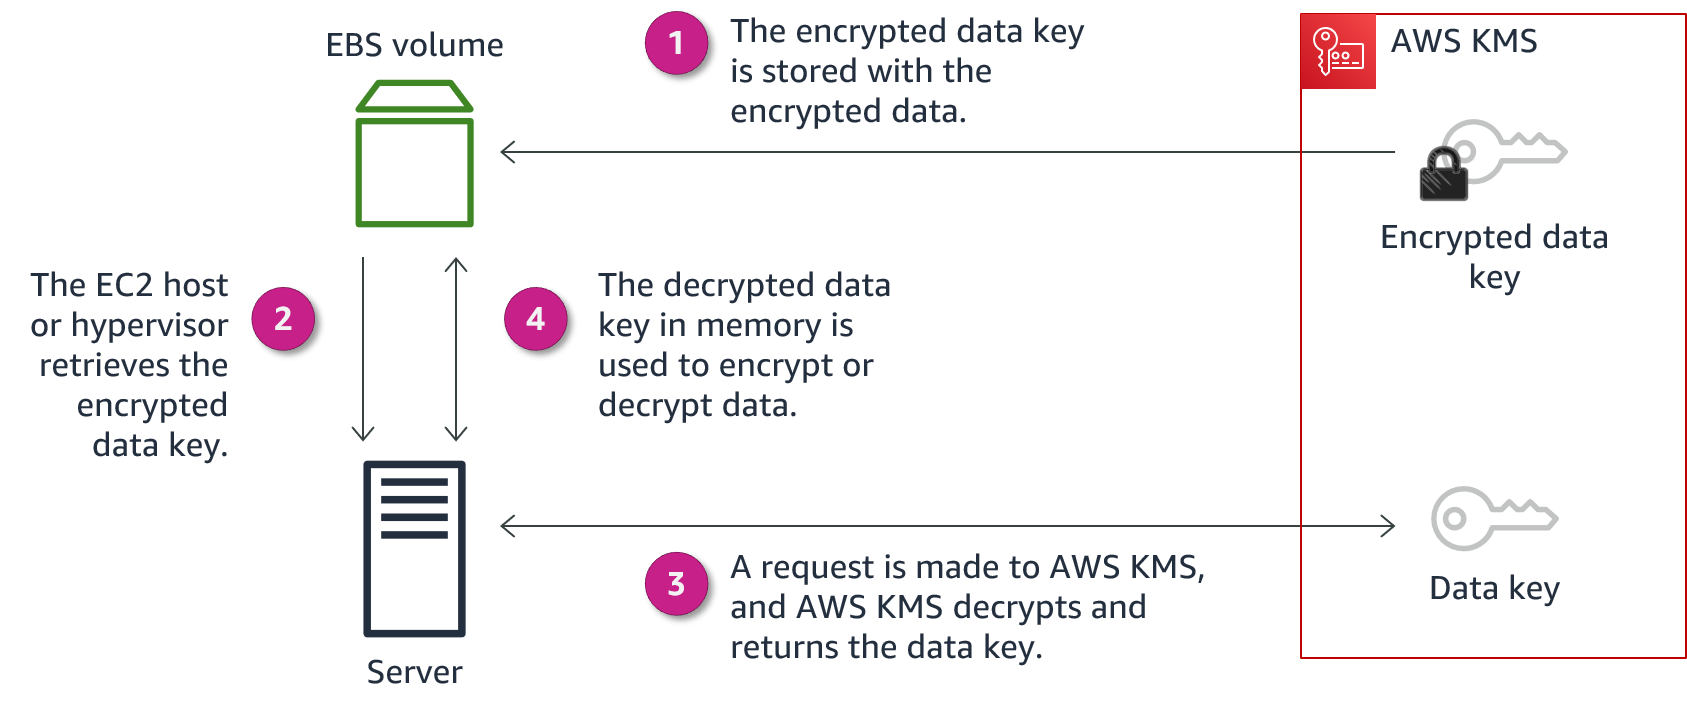 EBS volume
1
The encrypted data key
is stored with the
encrypted data.
AWS KMS
Encrypted data
key
The EC2 host
or hypervisor
retrieves the
encrypted
data key.
2
4
The decrypted data
key in memory is
used to encrypt or
decrypt data.
3
A request is made to AWS KMS,
and AWS KMS decrypts and
returns the data key.
Data key
Server